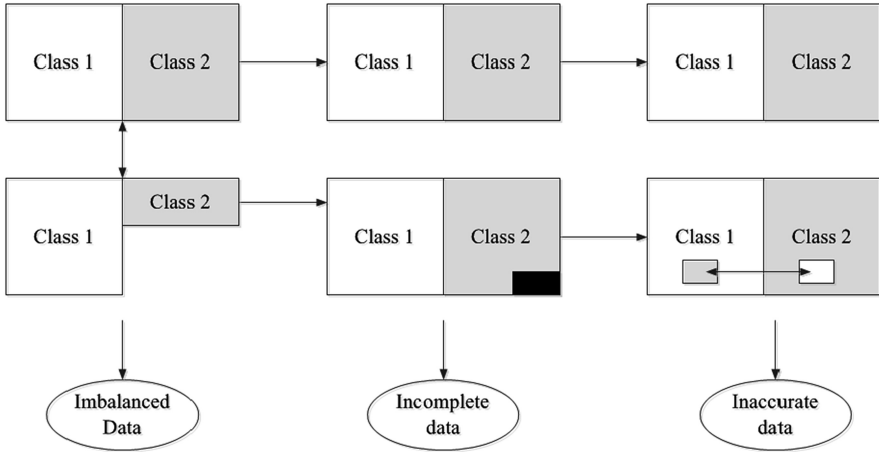 Class 1 Class 2 Class 1 Class 2 Class 1 Class 2
Class 1 Class 2 Class 1 Class 2 Class 1 Class 2
Imbalanced
Data
Incomplete
data
Inaccurate
data